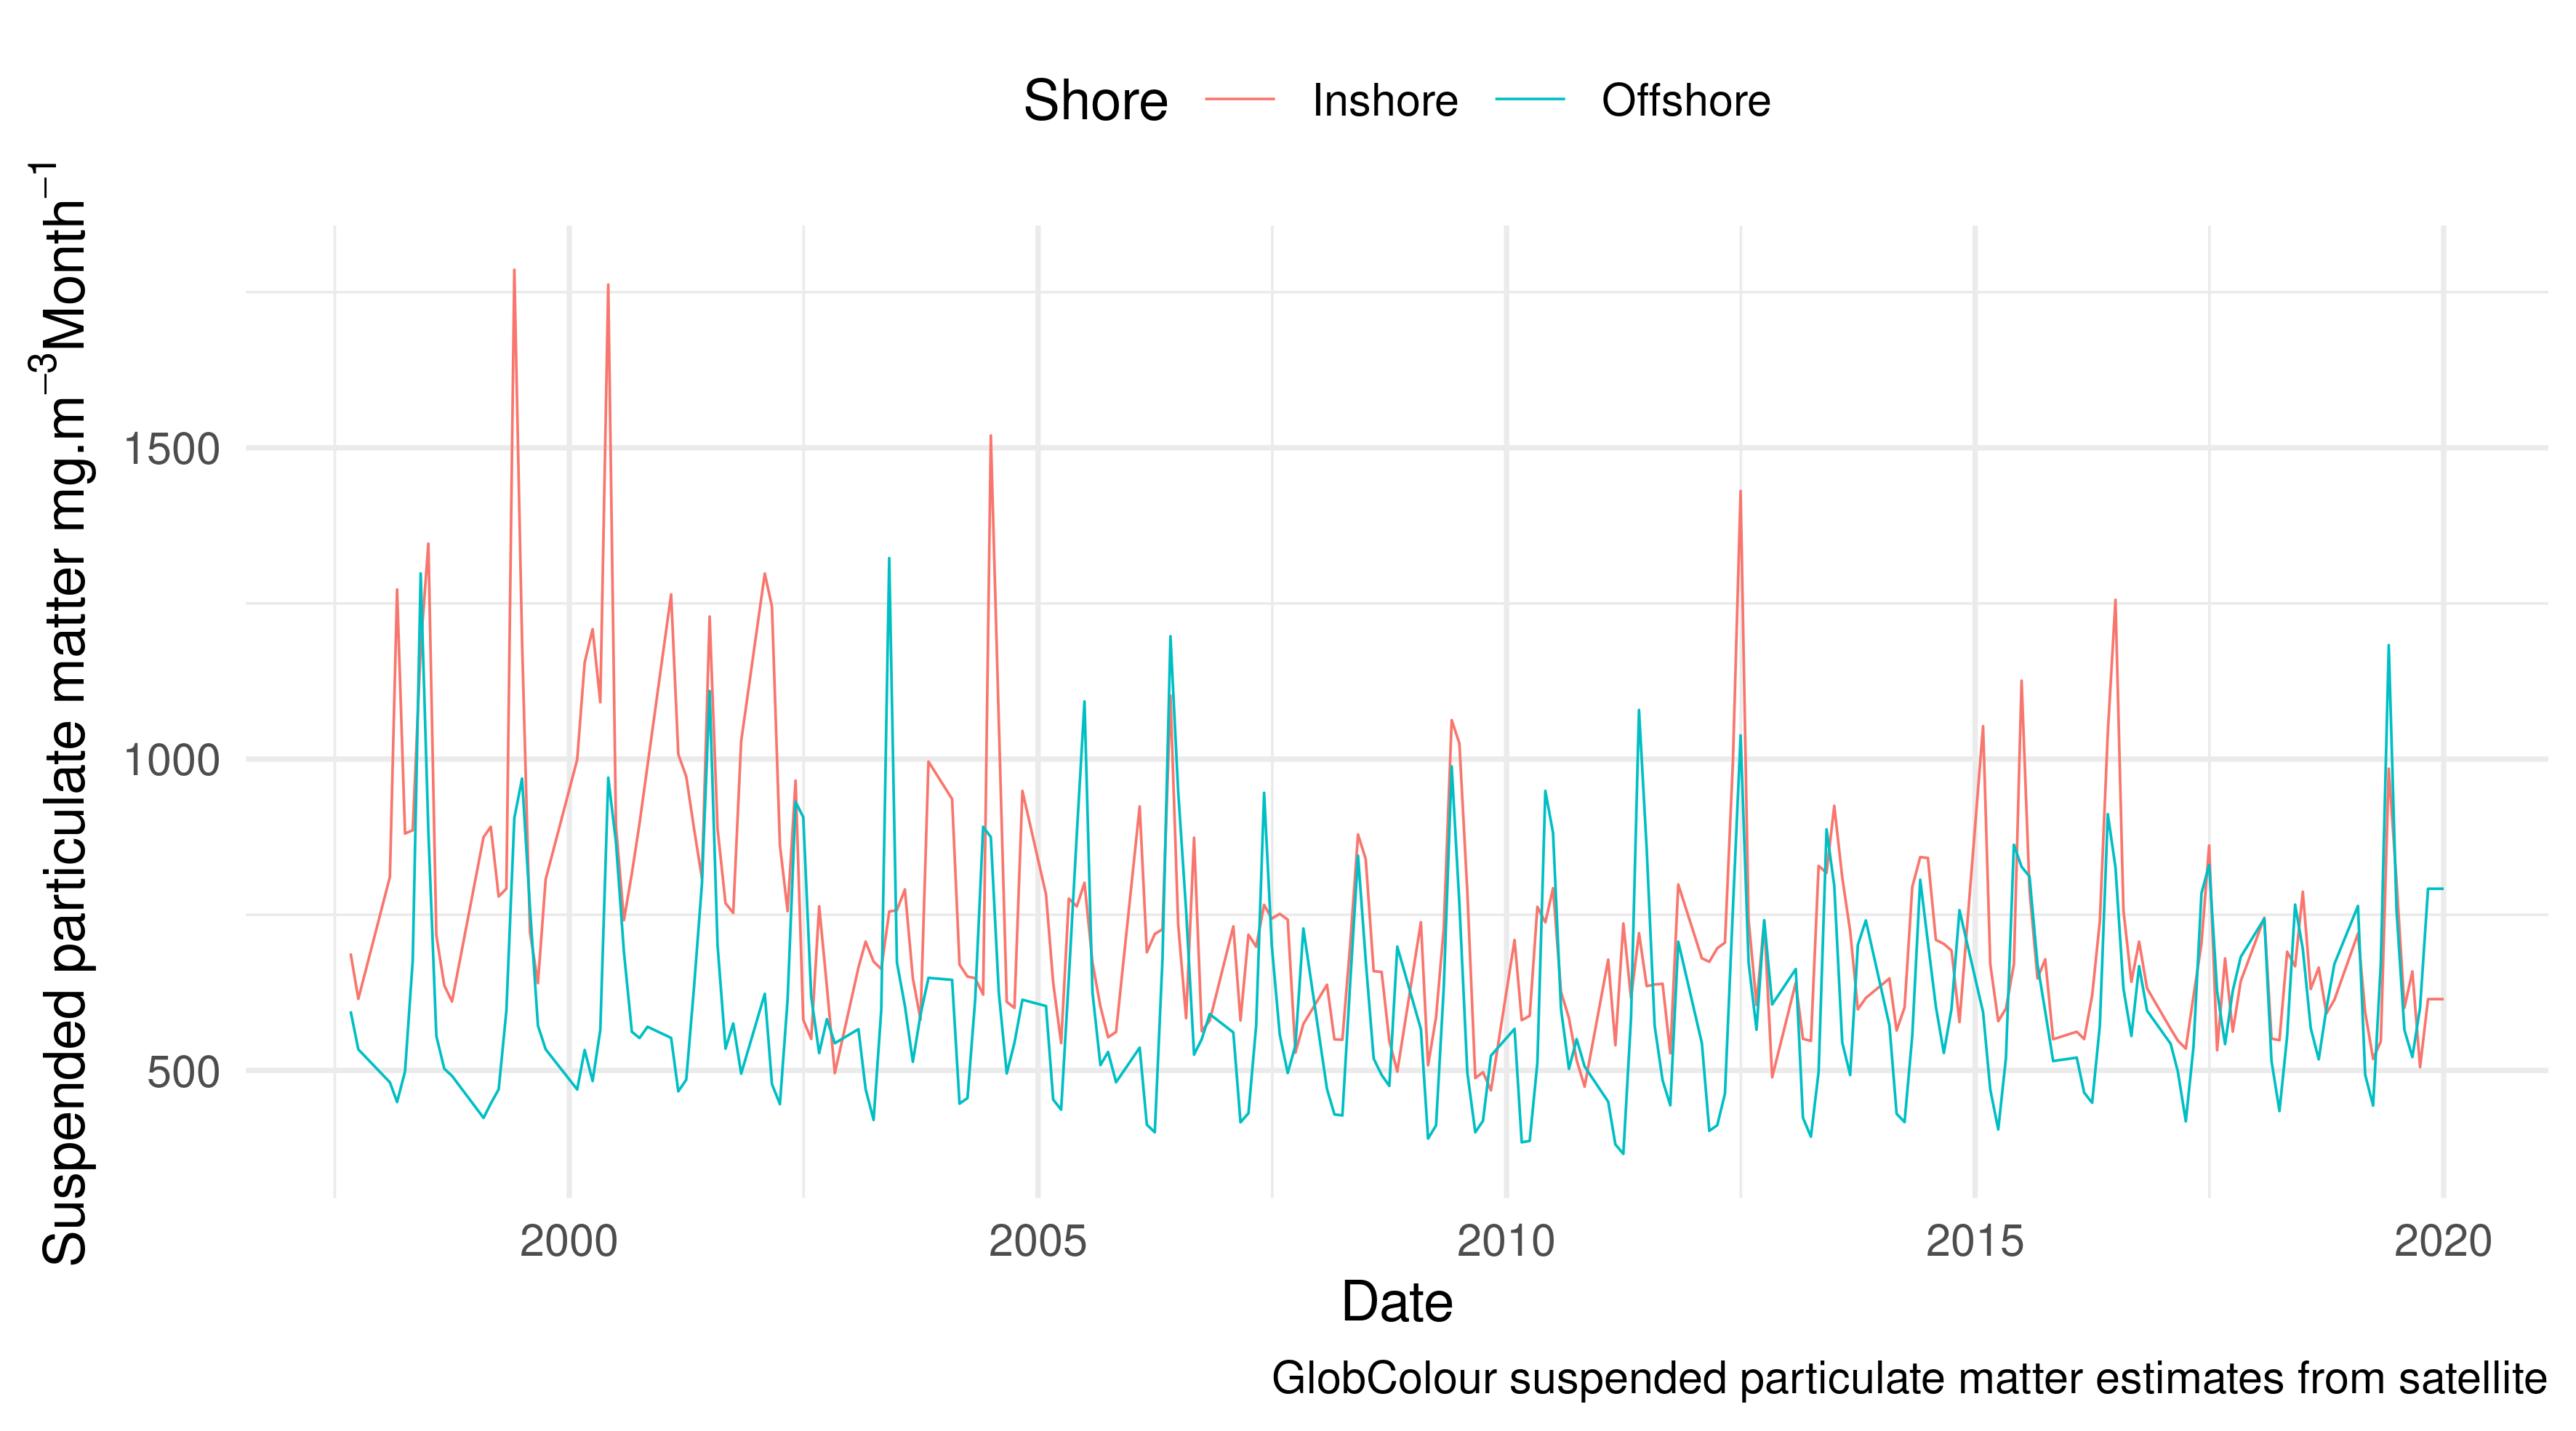 Shore Inshore Offshore
Suspended particulate matter mg.m⁻³Month⁻¹
1500
1000
500
2000 2005 2010 2015 2020
Date
GlobColour suspended particulate matter estimates from satellite